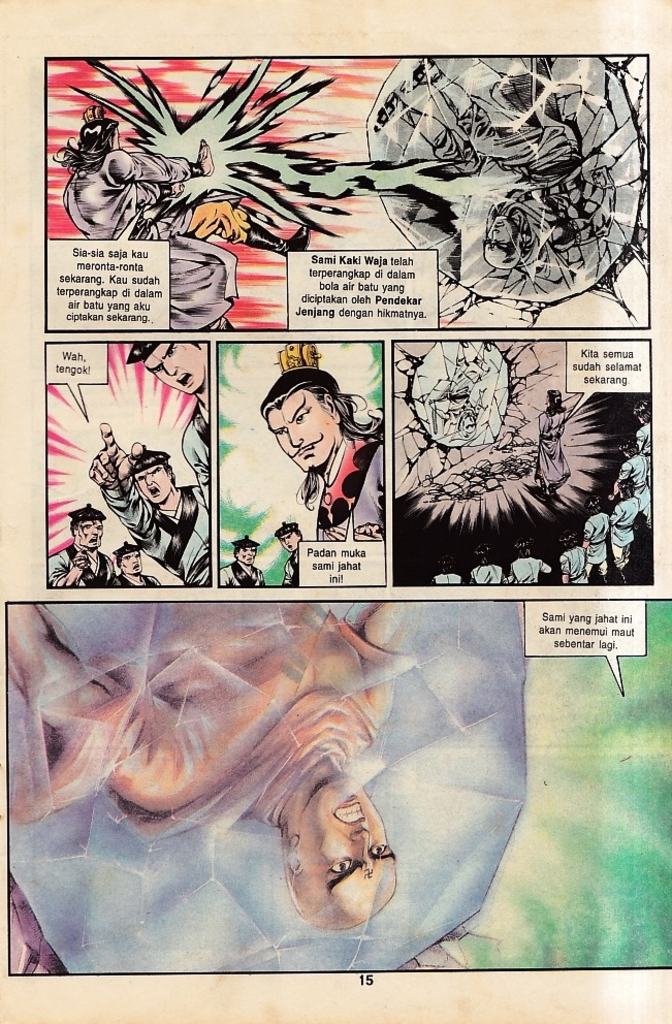 Sia-sia saja kau
meronta-ronta
sekarang. Kau sudah
terperangkap di dalam
air batu yang aku
ciptakan sekarang.
Sami Kaki Waja telah
terperangkap di dalam
bola air batu yang
diciptakan oleh Pendekar
Jenjang dengan hikmatnya.
Wah,
tengok!
Padan muka
sami jahat
ini!
Kita semua
sudah selamat
sekarang.
Sami yang jahat ini
akan menemui maut
sebentar lagi.
15